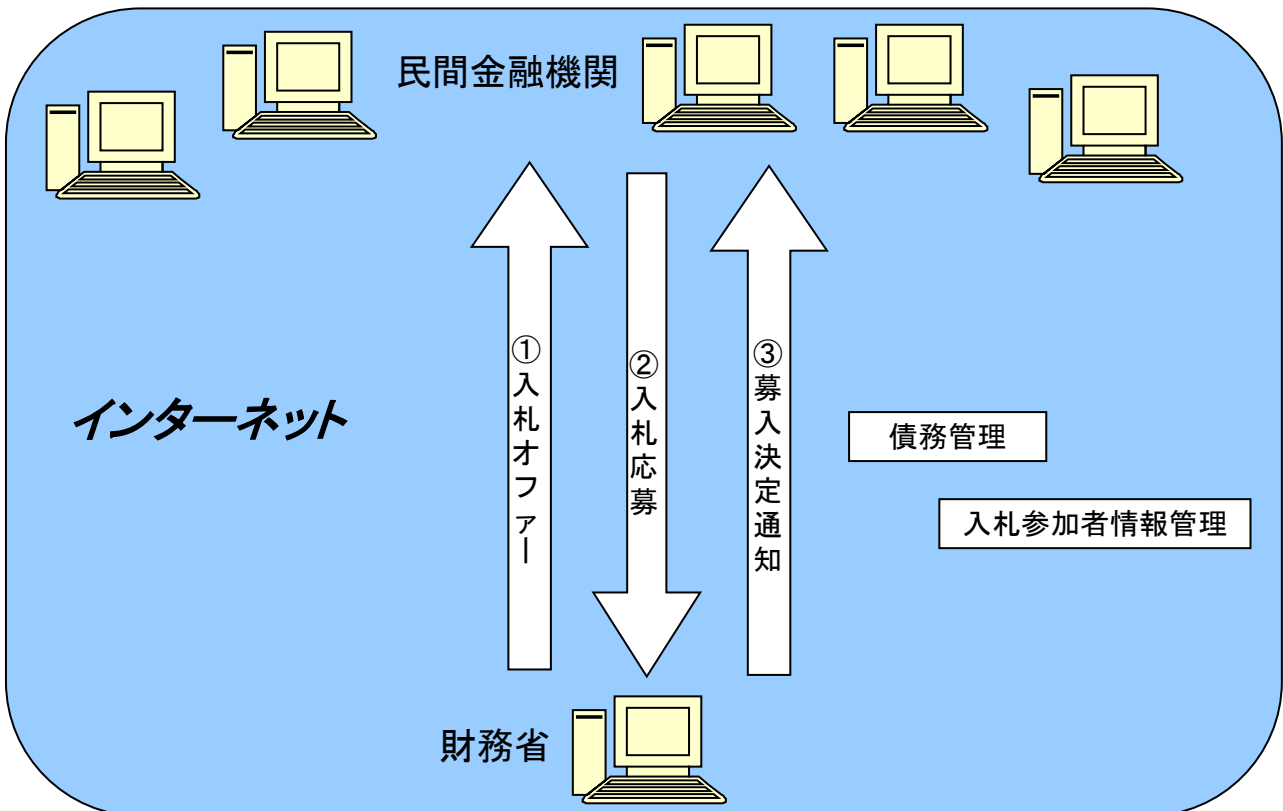 民間金融機関
①入札オファー
②入札応募
③募入決定通知
インターネット
債務管理
入札参加者情報管理
財務省